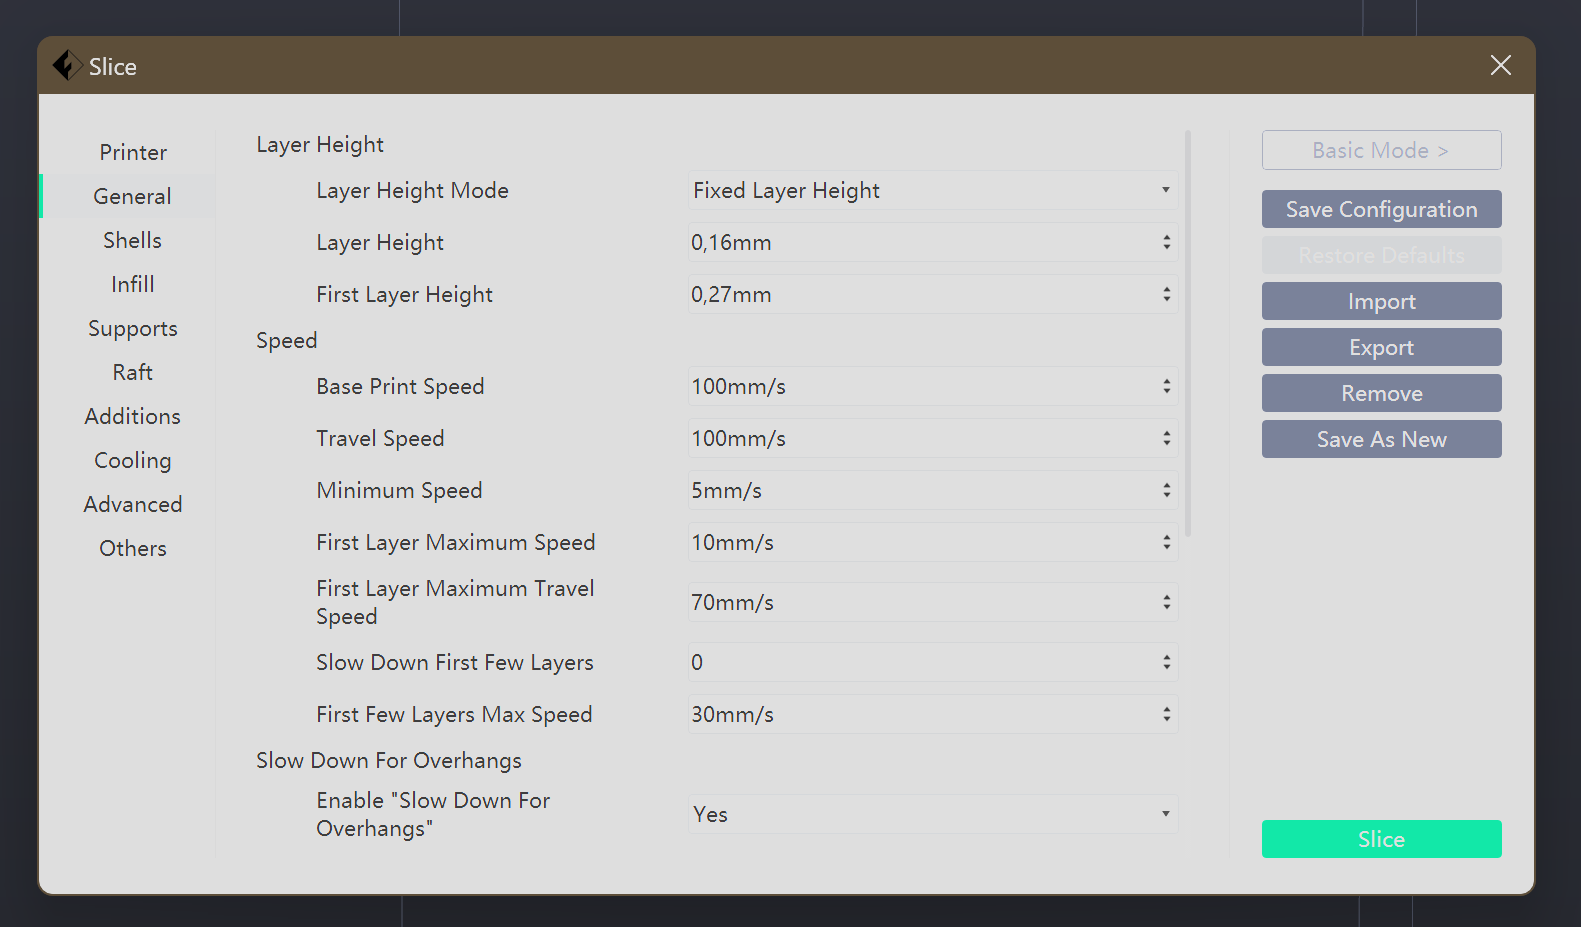 Slice
Printer
General
Shells
Infill
Supports
Raft
Additions
Cooling
Advanced
Others
Layer Height
Layer Height Mode Fixed Layer Height
Layer Height 0,16mm
First Layer Height 0,27mm
Speed
Base Print Speed 100mm/s
Travel Speed 100mm/s
Minimum Speed 5mm/s
First Layer Maximum Speed 10mm/s
First Layer Maximum Travel
Speed
70mm/s
Slow Down First Few Layers 0
First Few Layers Max Speed 30mm/s
Slow Down For Overhangs
Enable "Slow Down For
Overhangs"
Yes
Basic Mode >
Save Configuration
Restore Defaults
Import
Export
Remove
Save As New
Slice